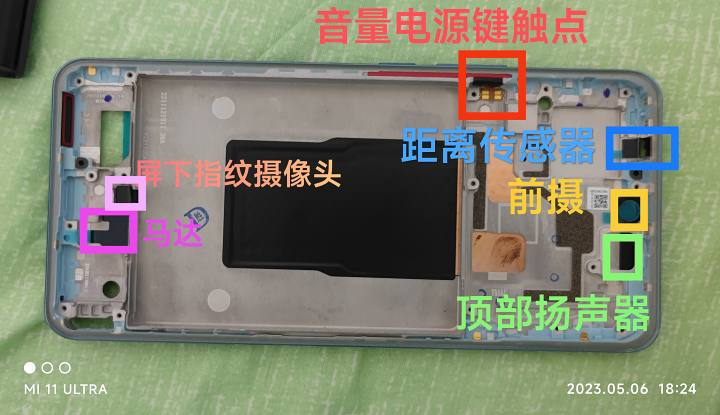 音量电源键触点
距离传感器
屏下指纹摄像头
前摄
马达
顶部扬声器
MI 11 ULTRA
2023.05.06 18:24